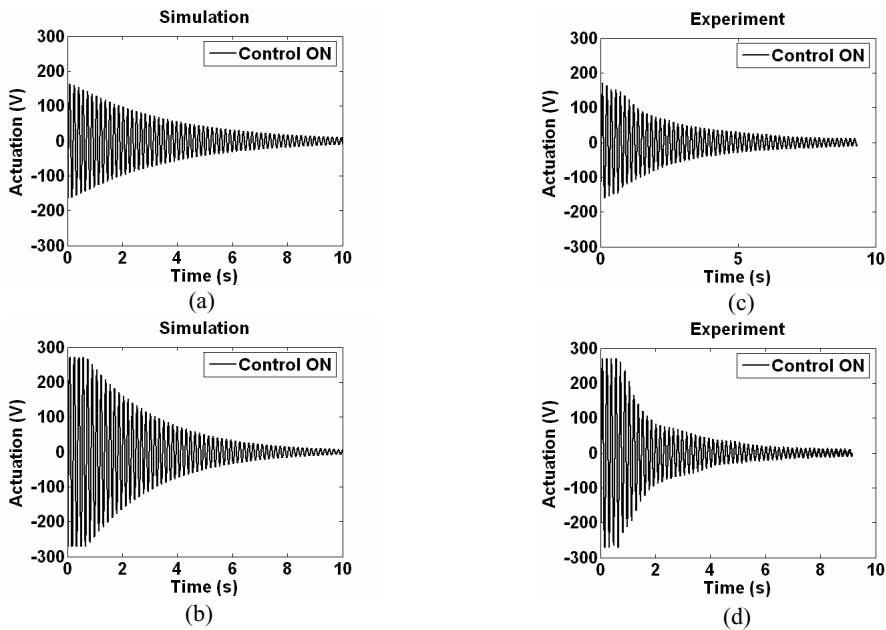 Simulation
300
200
100
0
-100
-200
-300
Actuation (V)
Control ON
0 2 4 6 8 10
Time (s)
(a)
Experiment
300
200
100
0
-100
-200
-300
Actuation (V)
Control ON
0 5 10
Time (s)
(c)
Simulation
300
200
100
0
-100
-200
-300
Actuation (V)
Control ON
0 2 4 6 8 10
Time (s)
(b)
Experiment
300
200
100
0
-100
-200
-300
Actuation (V)
Control ON
0 2 4 6 8 10
Time (s)
(d)